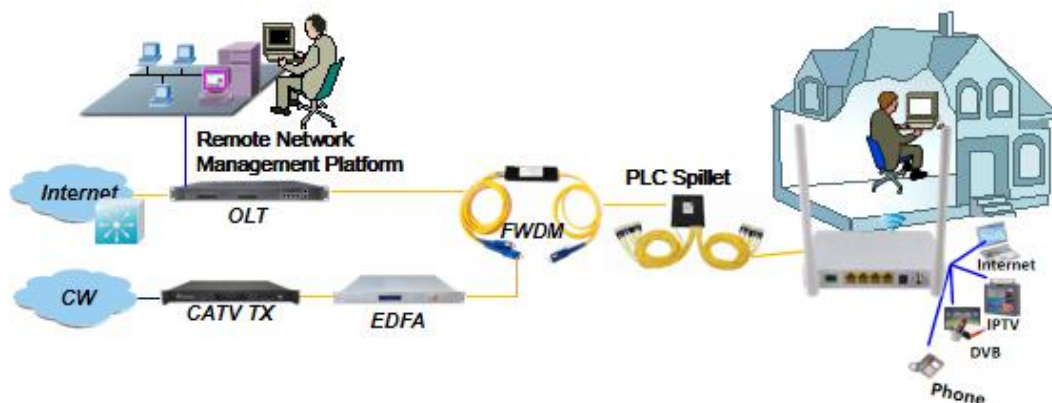 Remote Network
Management Platform
Internet
OLT
FWDM
PLC Spillet
CW
CATV TX
EDFA
Internet
IPTV
DVB
Phone